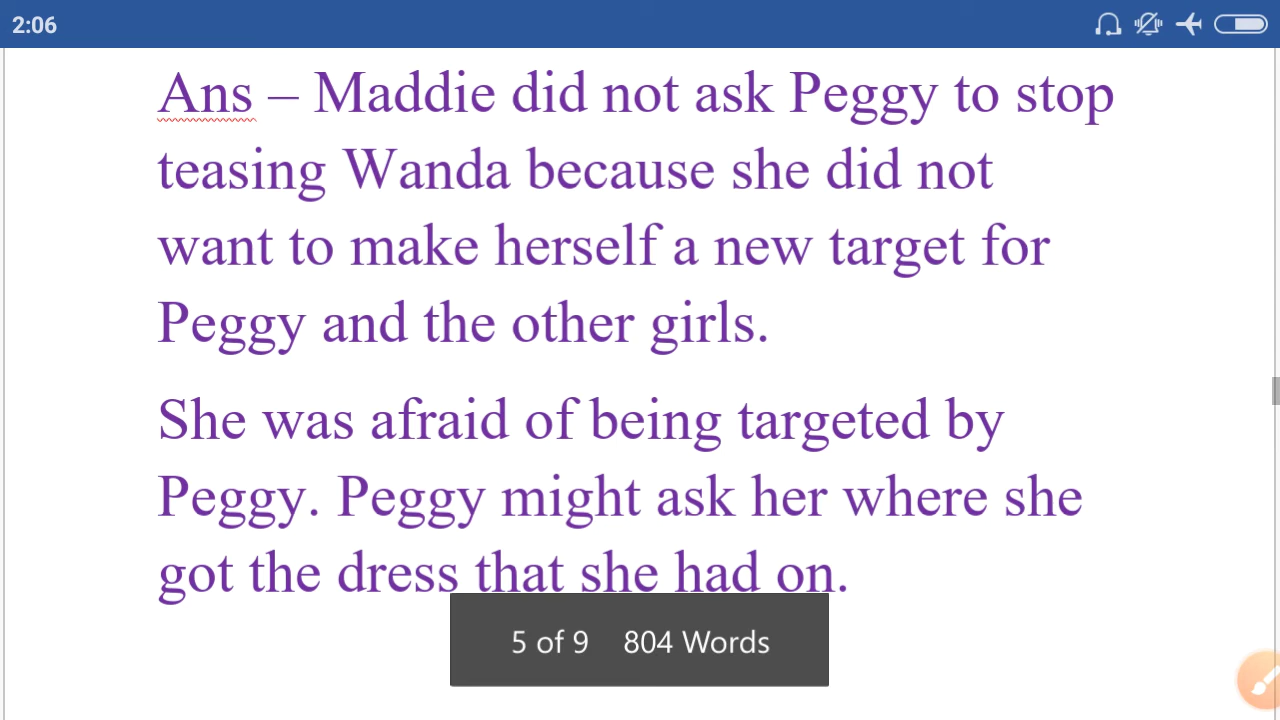 2:06
Ans – Maddie did not ask Peggy to stop
teasing Wanda because she did not
want to make herself a new target for
Peggy and the other girls.
She was afraid of being targeted by
Peggy. Peggy might ask her where she
got the dress that she had on.
5 of 9 804 Words